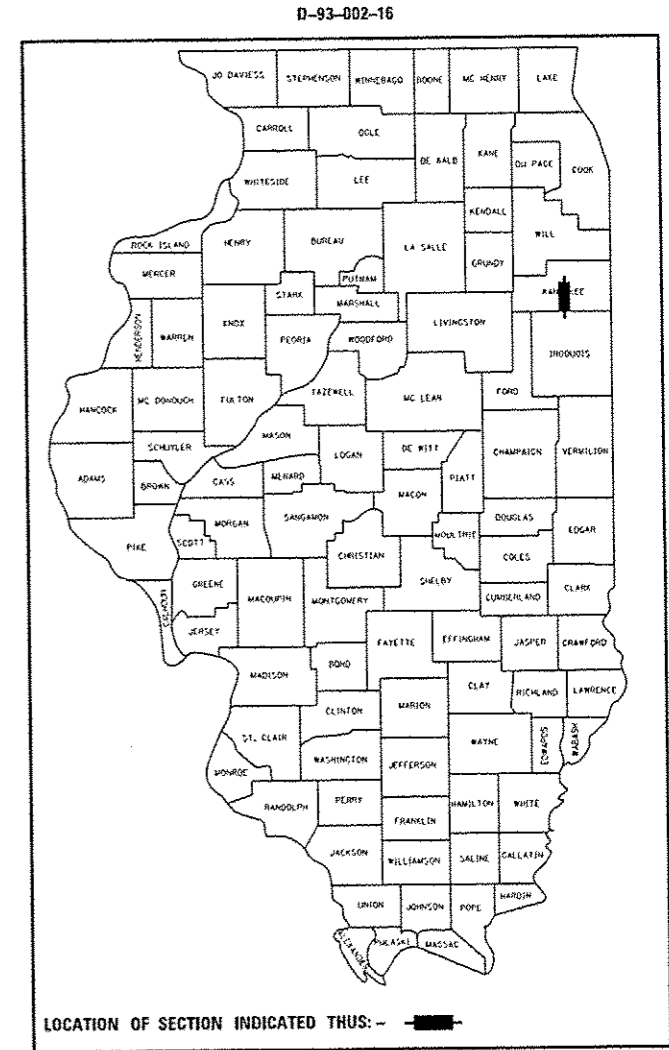 D-93-002-16
JO DAVIESS STEPHENSON WINNEBAGO BOONE MC HENRY LAKE
CARROLL OGLE DE KALB KANE DU PAGE COOK
WHITESIDE LEE
KENDALL WILL
ROCK ISLAND HENRY BUREAU LA SALLE GRUNDY
MERCER PUTNAM
STARK MARSHALL
HENDERSON WARREN KNOX PEORIA WOODFORD LIVINGSTON IROQUOIS
FORD
HANCOCK MC DONOUGH FULTON TAZEWELL MC LEAN
SCHUYLER MASON LOGAN DE WITT CHAMPAIGN VERMILION
ADAMS BROWN CASS MENARD MACON PIATT
DOUGLAS EDGAR
PIKE SCOTT MORGAN SANGAMON CHRISTIAN MOULTRIE COLES
GREENE MACOUPIN MONTGOMERY SHELBY CUMBERLAND CLARK
CALHOUN JERSEY FAYETTE EFFINGHAM JASPER CRAWFORD
MADISON BOND CLAY RICHLAND LAWRENCE
CLINTON MARION
ST. CLAIR WAYNE EDWARDS WABASH
MONROE WASHINGTON JEFFERSON
RANDOLPH PERRY FRANKLIN HAMILTON WHITE
JACKSON WILLIAMSON SALINE GALLATIN
UNION JOHNSON POPE HARDIN
ALEXANDER PULASKI MASSAC
LOCATION OF SECTION INDICATED THUS: -